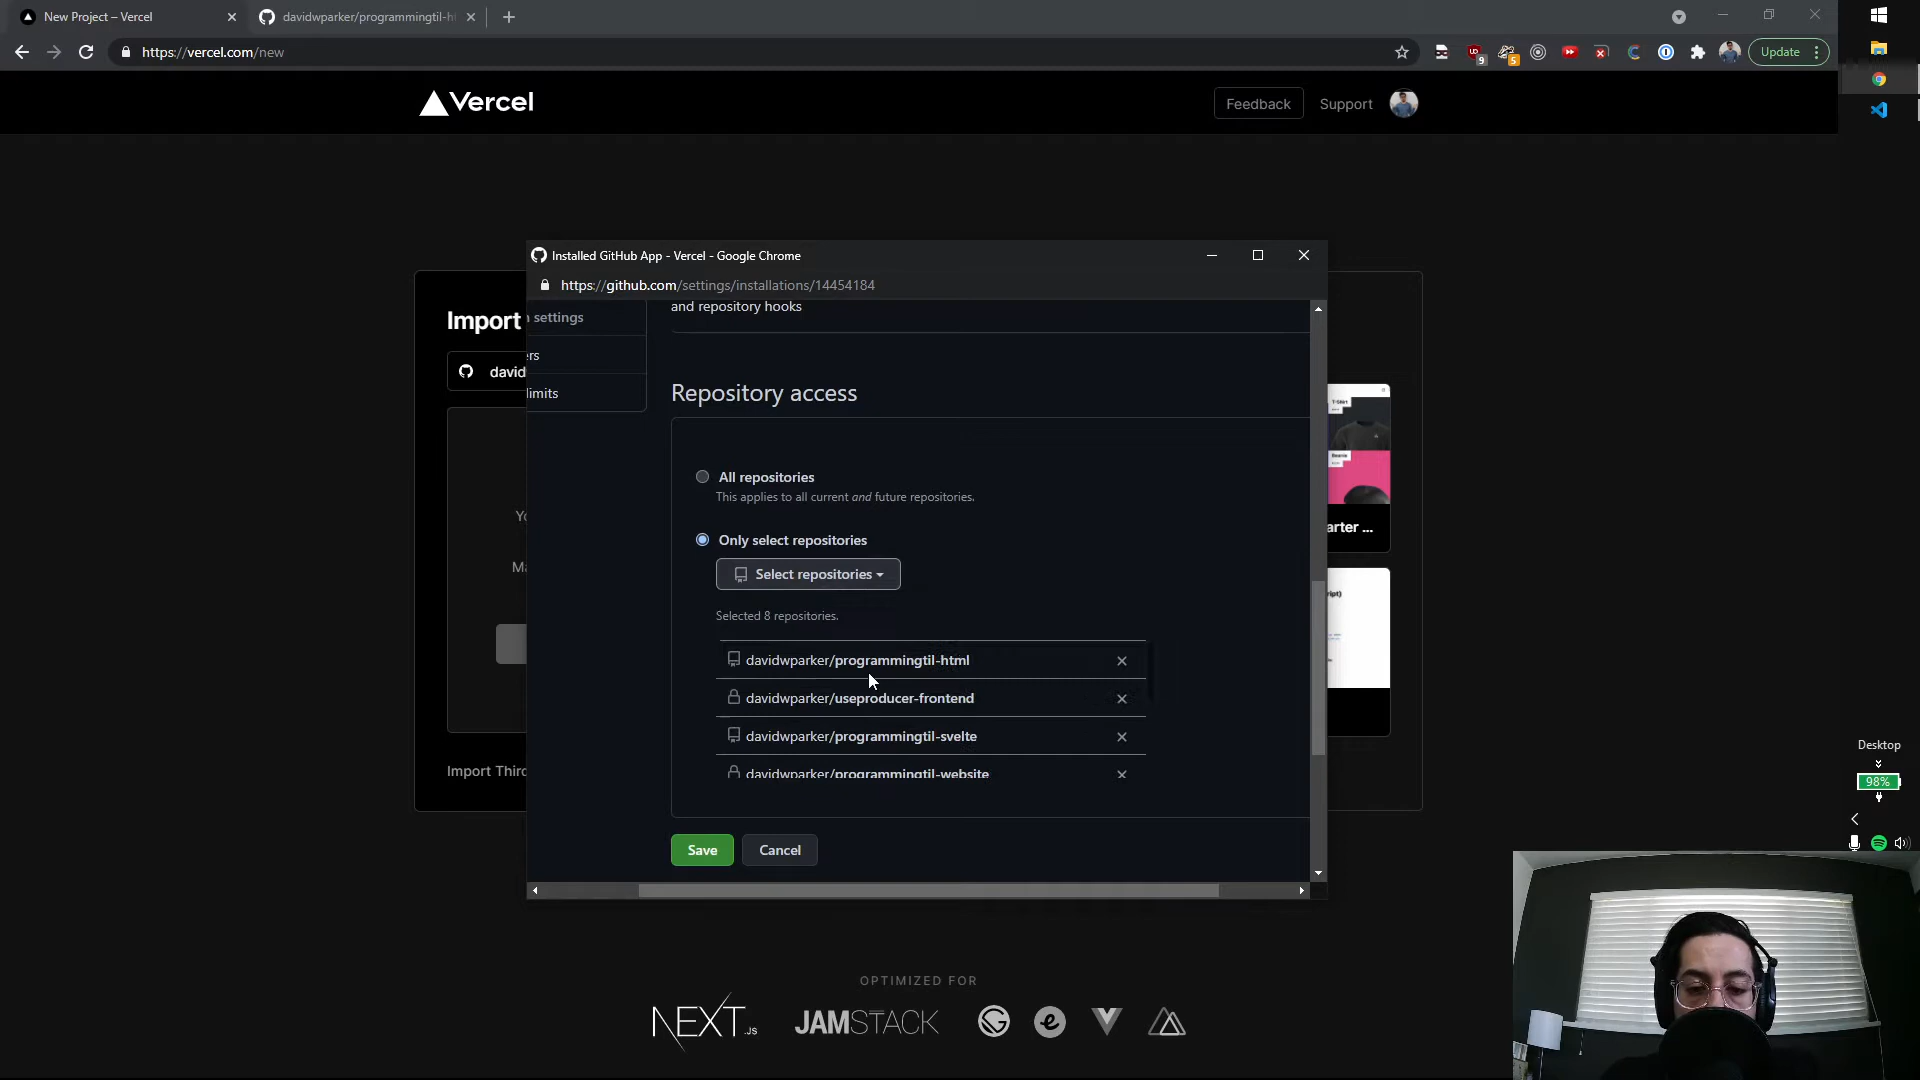 New Project – Vercel
davidwparker/programmingtil-h
https://vercel.com/new
9
5
Update
Vercel
Feedback
Support
Installed GitHub App - Vercel - Google Chrome
https://github.com/settings/installations/14454184
and repository hooks
settings
ers
limits
Import
david
Repository access
All repositories
This applies to all current and future repositories.
Only select repositories
Select repositories
Selected 8 repositories.
davidwparker/programmingtil-html
davidwparker/useproducer-frontend
davidwparker/programmingtil-svelte
davidwparker/programmingtil-website
Save
Cancel
Import Third
arter ...
Desktop
98%
OPTIMIZED FOR
NEXT.JS
JAMSTACK